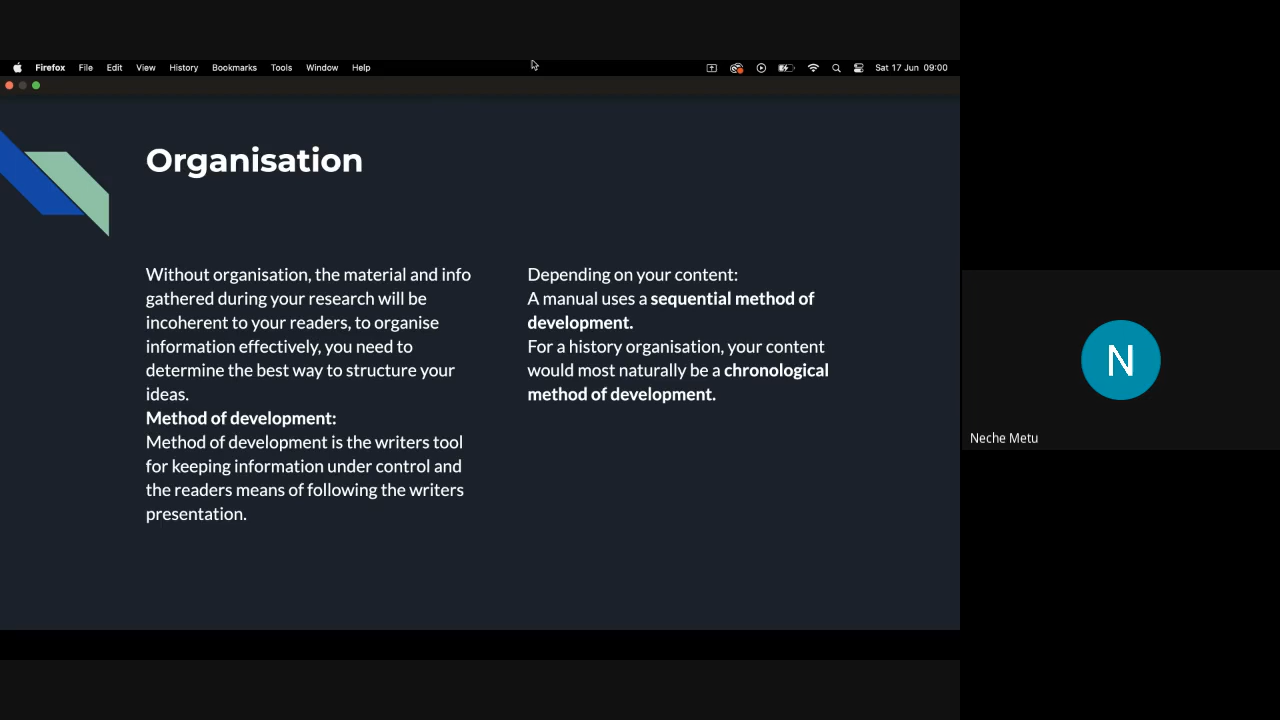 Firefox File Edit View History Bookmarks Tools Window Help Sat 17 Jun 09:00
Organisation
Without organisation, the material and info
gathered during your research will be
incoherent to your readers, to organise
information effectively, you need to
determine the best way to structure your
ideas.
Method of development:
Method of development is the writers tool
for keeping information under control and
the readers means of following the writers
presentation.
Depending on your content:
A manual uses a sequential method of
development.
For a history organisation, your content
would most naturally be a chronological
method of development.
N
Neche Metu